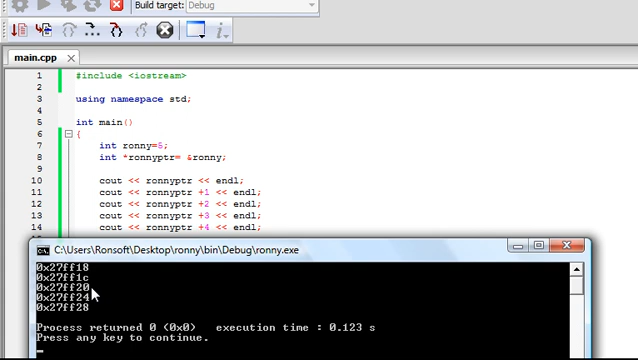 Build target: Debug
main.cpp
1 #include <iostream>
2
3 using namespace std;
4
5 int main()
6 {
7 int ronny=5;
8 int *ronnyptr= &ronny;
9
10 cout << ronnyptr << endl;
11 cout << ronnyptr +1 << endl;
12 cout << ronnyptr +2 << endl;
13 cout << ronnyptr +3 << endl;
14 cout << ronnyptr +4 << endl;
C:\Users\Ronsoft\Desktop\ronny\bin\Debug\ronny.exe
0x27ff18
0x27ff1c
0x27ff20
0x27ff24
0x27ff28
Process returned 0 (0x0) execution time : 0.123 s
Press any key to continue.